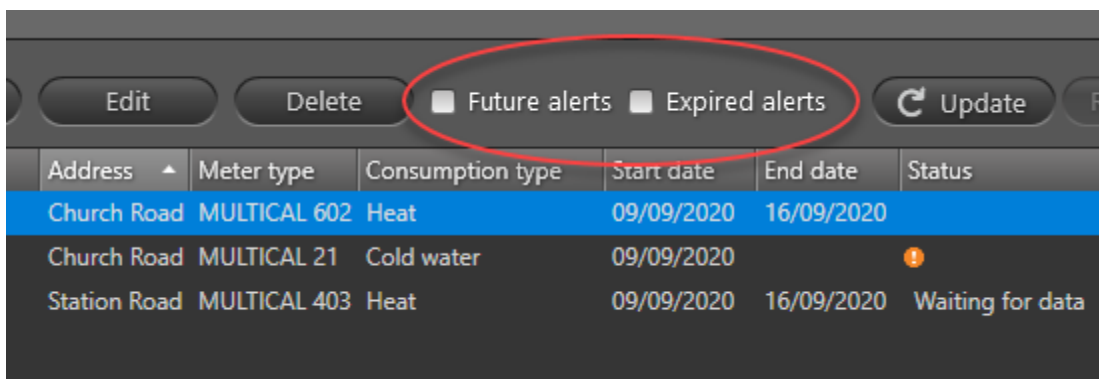 Edit Delete Future alerts Expired alerts Update
Address Meter type Consumption type Start date End date Status
Church Road MULTICAL 602 Heat 09/09/2020 16/09/2020
Church Road MULTICAL 21 Cold water 09/09/2020
Station Road MULTICAL 403 Heat 09/09/2020 16/09/2020 Waiting for data